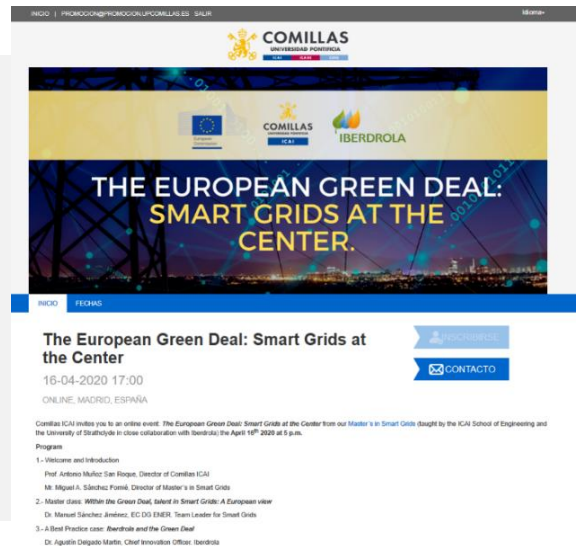 INICIO | PROMOCION@PROMOCION.UPCOMILLAS.ES SALIR
Idioma
COMILLAS
UNIVERSIDAD PONTIFICIA
ICAI ICADE CIHS
European Commission
COMILLAS
UNIVERSIDAD PONTIFICIA
ICAI
IBERDROLA
THE EUROPEAN GREEN DEAL:
SMART GRIDS AT THE
CENTER.
INICIO FECHAS
The European Green Deal: Smart Grids at
the Center
INSCRIBIRSE
16-04-2020 17:00
CONTACTO
ONLINE, MADRID, ESPAÑA
Comillas ICAI invites you to an online event: The European Green Deal: Smart Grids at the Center from our Master's in Smart Grids (taught by the ICAI School of Engineering and
the University of Strathclyde in close collaboration with Iberdrola) the April 16th 2020 at 5 p.m.
Program
1.- Welcome and Introduction
Prof. Antonio Muñoz San Roque, Director of Comillas ICAI
Mr. Miguel A. Sánchez Fornié, Director of Master's in Smart Grids
2.- Master class: Within the Green Deal, talent in Smart Grids: A European view
Dr. Manuel Sánchez Jiménez, EC DG ENER. Team Leader for Smart Grids
3.- A Best Practice case: Iberdrola and the Green Deal
Dr. Agustín Delgado Martín, Chief Innovation Officer, Iberdrola